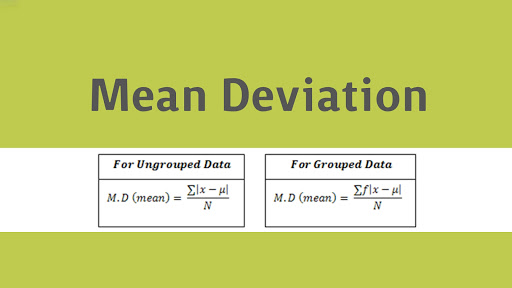 Mean Deviation
For Ungrouped Data
M.D (mean) = ∑|x − μ| / N
For Grouped Data
M.D (mean) = ∑f|x − μ| / N